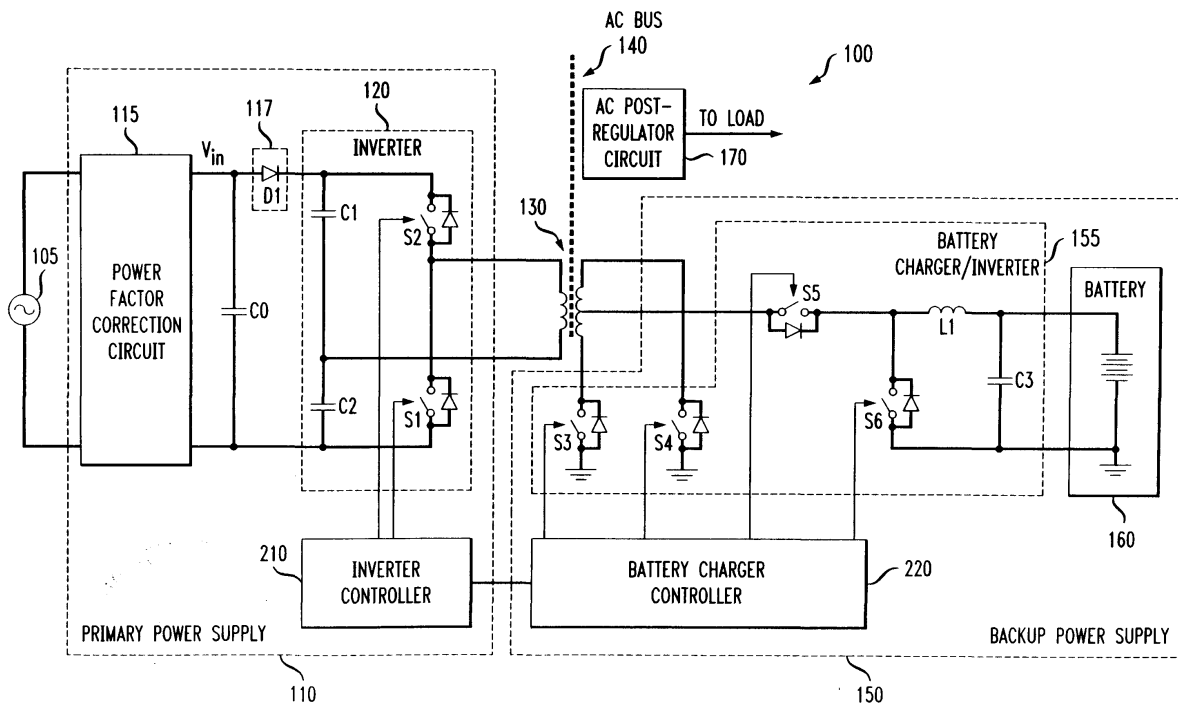 AC BUS
140
100
120
115
117
INVERTER
AC POST-
REGULATOR
CIRCUIT
TO LOAD
170
Vin
D1
C1
S2
130
BATTERY
CHARGER/INVERTER
155
105
POWER
FACTOR
CORRECTION
CIRCUIT
C0
S5
L1
BATTERY
C2
S1
S3
S4
S6
C3
160
210
INVERTER
CONTROLLER
BATTERY CHARGER
CONTROLLER
220
PRIMARY POWER SUPPLY
BACKUP POWER SUPPLY
110
150